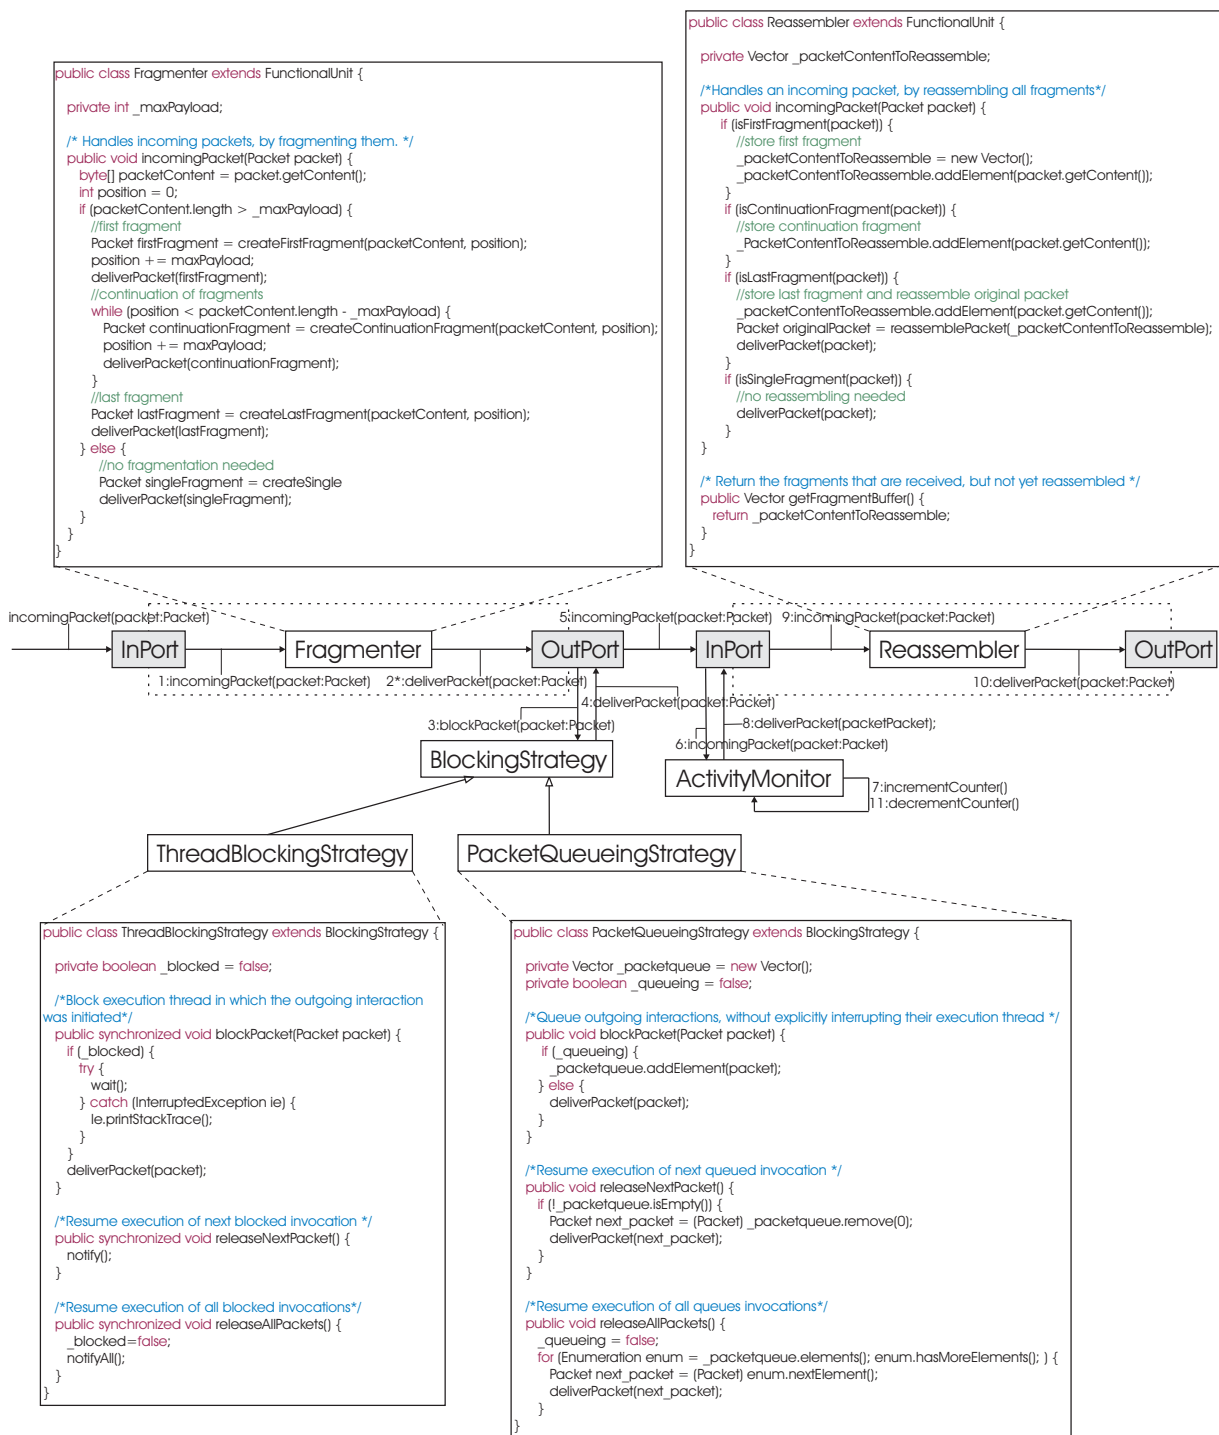 public class Fragmenter extends FunctionalUnit {
private int _maxPayload;
/* Handles incoming packets, by fragmenting them. */
public void incomingPacket(Packet packet) {
byte[] packetContent = packet.getContent();
int position = 0;
if (packetContent.length > _maxPayload) {
//first fragment
Packet firstFragment = createFirstFragment(packetContent, position);
position += maxPayload;
deliverPacket(firstFragment);
//continuation of fragments
while (position < packetContent.length - _maxPayload) {
Packet continuationFragment = createContinuationFragment(packetContent, position);
position += maxPayload;
deliverPacket(continuationFragment);
}
//last fragment
Packet lastFragment = createLastFragment(packetContent, position);
deliverPacket(lastFragment);
} else {
//no fragmentation needed
Packet singleFragment = createSingle
deliverPacket(singleFragment);
}
}
}
public class Reassembler extends FunctionalUnit {
private Vector _packetContentToReassemble;
/*Handles an incoming packet, by reassembling all fragments*/
public void incomingPacket(Packet packet) {
if (isFirstFragment(packet)) {
//store first fragment
_packetContentToReassemble = new Vector();
_packetContentToReassemble.addElement(packet.getContent());
}
if (isContinuationFragment(packet)) {
//store continuation fragment
_PacketContentToReassemble.addElement(packet.getContent());
}
if (isLastFragment(packet)) {
//store last fragment and reassemble original packet
_packetContentToReassemble.addElement(packet.getContent());
Packet originalPacket = reassemblePacket(_packetContentToReassemble);
deliverPacket(packet);
}
if (isSingleFragment(packet)) {
//no reassembling needed
deliverPacket(packet);
}
}
/* Return the fragments that are received, but not yet reassembled */
public Vector getFragmentBuffer() {
return _packetContentToReassemble;
}
}
incomingPacket(packet:Packet)
5:incomingPacket(packet:Packet)
9:incomingPacket(packet:Packet)
InPort
Fragmenter
OutPort
InPort
Reassembler
OutPort
1:incomingPacket(packet:Packet)
2*:deliverPacket(packet:Packet)
10:deliverPacket(packet:Packet)
4:deliverPacket(packet:Packet)
3:blockPacket(packet:Packet)
8:deliverPacket(packetPacket);
6:incomingPacket(packet:Packet)
BlockingStrategy
ActivityMonitor
7:incrementCounter()
11:decrementCounter()
ThreadBlockingStrategy
PacketQueueingStrategy
public class ThreadBlockingStrategy extends BlockingStrategy {
private boolean _blocked = false;
/*Block execution thread in which the outgoing interaction
was initiated*/
public synchronized void blockPacket(Packet packet) {
if (_blocked) {
try {
wait();
} catch (InterruptedException ie) {
Ie.printStackTrace();
}
}
deliverPacket(packet);
}
/*Resume execution of next blocked invocation */
public synchronized void releaseNextPacket() {
notify();
}
/*Resume execution of all blocked invocations*/
public synchronized void releaseAllPackets() {
_blocked=false;
notifyAll();
}
}
public class PacketQueueingStrategy extends BlockingStrategy {
private Vector _packetqueue = new Vector();
private boolean _queueing = false;
/*Queue outgoing interactions, without explicitly interrupting their execution thread */
public void blockPacket(Packet packet) {
if (_queueing) {
_packetqueue.addElement(packet);
} else {
deliverPacket(packet);
}
}
/*Resume execution of next queued invocation */
public void releaseNextPacket() {
if (!_packetqueue.isEmpty()) {
Packet next_packet = (Packet) _packetqueue.remove(0);
deliverPacket(next_packet);
}
}
/*Resume execution of all queues invocations*/
public void releaseAllPackets() {
_queueing = false;
for (Enumeration enum = _packetqueue.elements(); enum.hasMoreElements(); ) {
Packet next_packet = (Packet) enum.nextElement();
deliverPacket(next_packet);
}
}